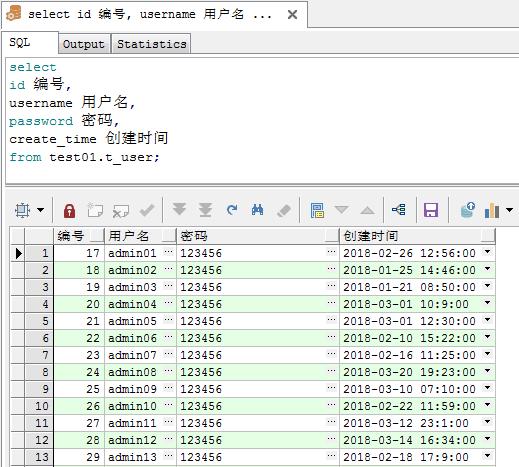 select id 编号, username 用户名 ...
SQL Output Statistics
select
id 编号,
username 用户名,
password 密码,
create_time 创建时间
from test01.t_user;
编号 用户名 密码 创建时间
1 17 admin01 ... 123456 ... 2018-02-26 12:56:00
2 18 admin02 ... 123456 ... 2018-01-25 14:46:00
3 19 admin03 ... 123456 ... 2018-01-21 08:50:00
4 20 admin04 ... 123456 ... 2018-03-01 10:9:00
5 21 admin05 ... 123456 ... 2018-03-01 12:30:00
6 22 admin06 ... 123456 ... 2018-02-10 15:22:00
7 23 admin07 ... 123456 ... 2018-02-16 11:25:00
8 24 admin08 ... 123456 ... 2018-03-20 19:23:00
9 25 admin09 ... 123456 ... 2018-03-10 07:10:00
10 26 admin10 ... 123456 ... 2018-02-22 11:59:00
11 27 admin11 ... 123456 ... 2018-03-12 23:1:00
12 28 admin12 ... 123456 ... 2018-03-14 16:34:00
13 29 admin13 ... 123456 ... 2018-02-18 17:9:00